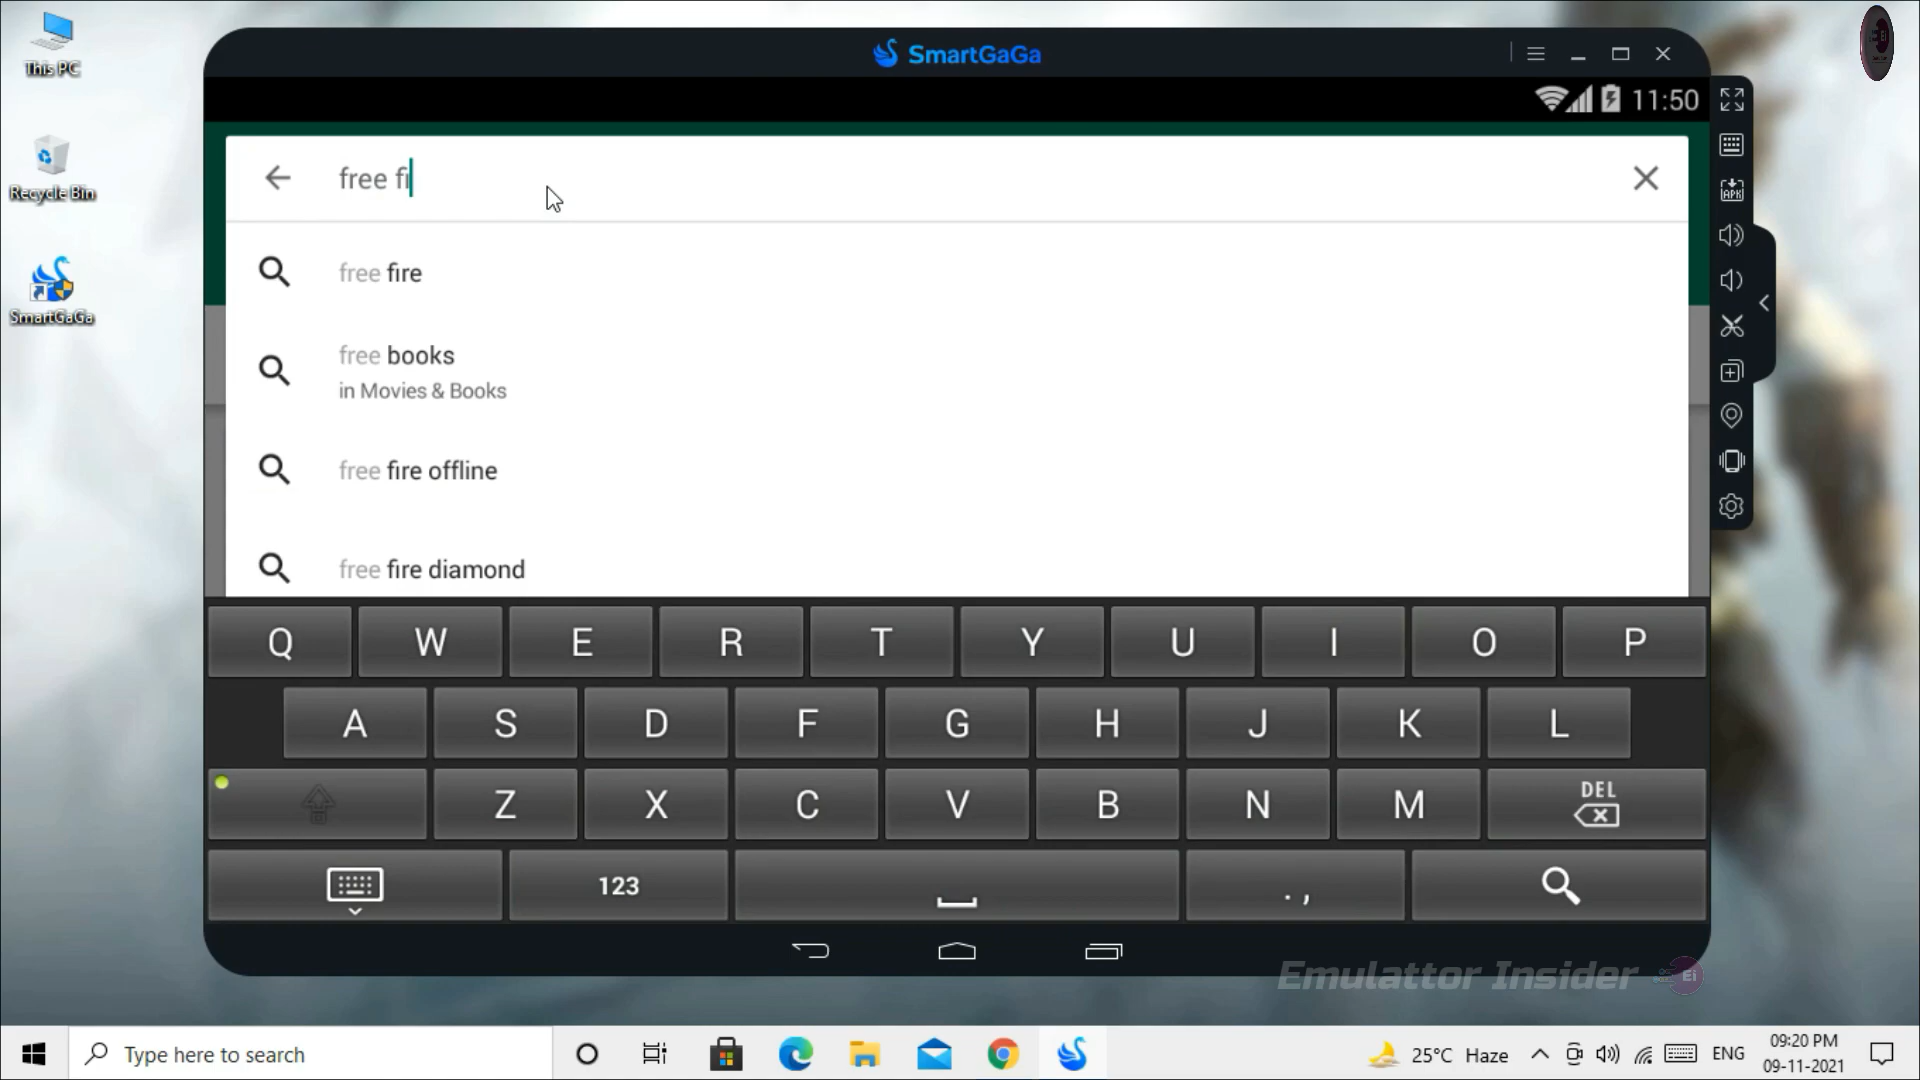 This PC
Recycle Bin
SmartGaGa
SmartGaGa
11:50
free fi
free fire
free books
in Movies & Books
free fire offline
free fire diamond
APK
Q W E R T Y U I O P
A S D F G H J K L
Z X C V B N M DEL
123 . ,
Emulattor Insider Ei
Type here to search
25°C Haze
ENG
09:20 PM
09-11-2021